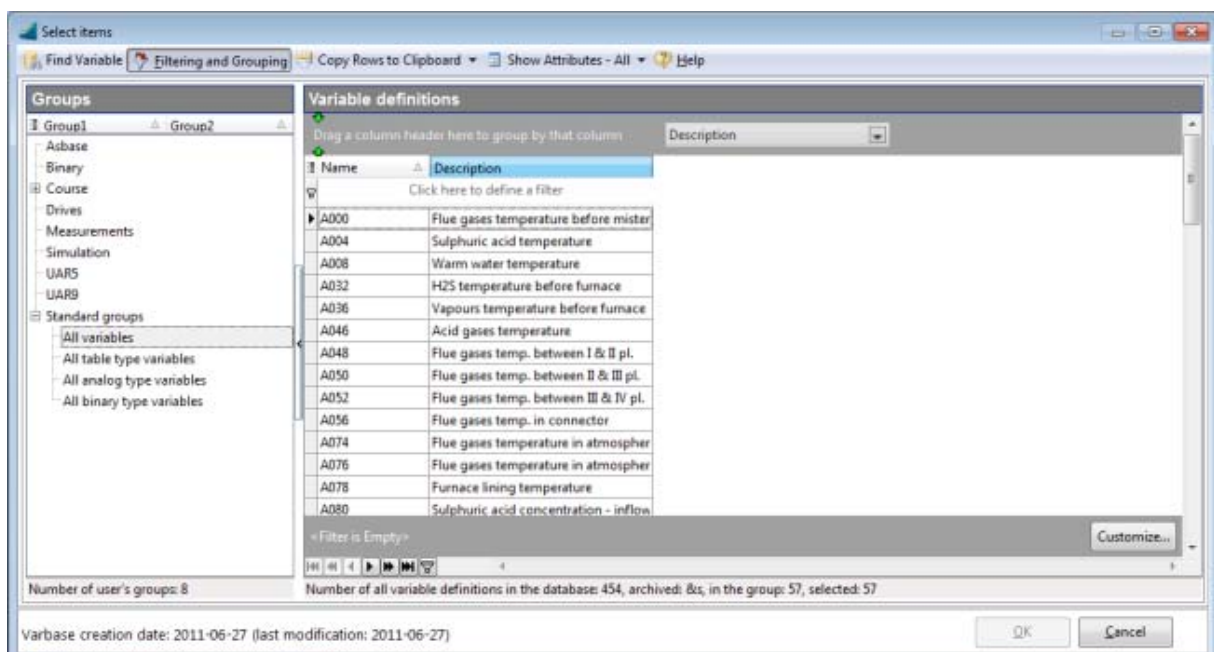 Select items
Find Variable Filtering and Grouping Copy Rows to Clipboard Show Attributes - All Help
Groups
Group1 Group2
Asbase
Binary
Course
Drives
Measurements
Simulation
UAR5
UAR9
Standard groups
All variables
All table type variables
All analog type variables
All binary type variables
Number of user's groups: 8
Variable definitions
Drag a column header here to group by that column Description
Name Description
Click here to define a filter
A000 Flue gases temperature before mister
A004 Sulphuric acid temperature
A008 Warm water temperature
A032 H2S temperature before furnace
A036 Vapours temperature before furnace
A046 Acid gases temperature
A048 Flue gases temp. between I & II pl.
A050 Flue gases temp. between II & III pl.
A052 Flue gases temp. between III & IV pl.
A056 Flue gases temp. in connector
A074 Flue gases temperature in atmospher
A076 Flue gases temperature in atmospher
A078 Furnace lining temperature
A080 Sulphuric acid concentration - inflow
<Filter is Empty> Customize...
Number of all variable definitions in the database: 454, archived: &s, in the group: 57, selected: 57
Varbase creation date: 2011-06-27 (last modification: 2011-06-27)
OK Cancel